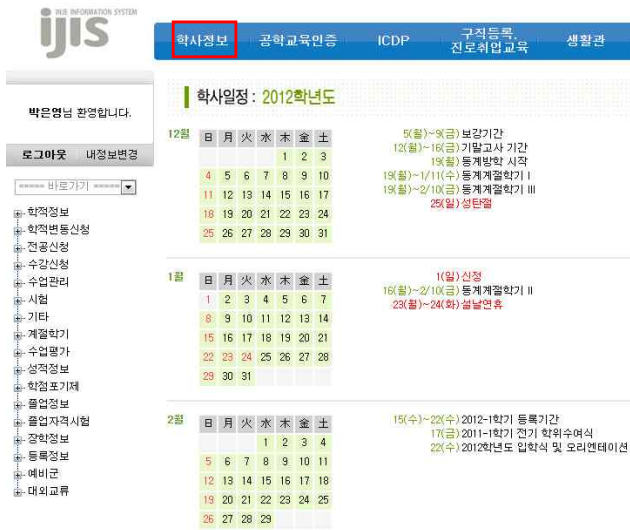 INJE INFORMATION SYSTEM
iJIS
학사정보 공학교육인증 ICDP 구직등록, 진로취업교육 생활관
박은영님 환영합니다.
로그아웃 내정보변경
===== 바로가기 =====
학적정보
학적변동신청
전공신청
수강신청
수업관리
시험
기타
계절학기
수업평가
성적정보
학점포기제
졸업정보
졸업자격시험
장학정보
등록정보
예비군
대외교류
학사일정 : 2012학년도
12월
日 月 火 水 木 金 土
1 2 3
4 5 6 7 8 9 10
11 12 13 14 15 16 17
18 19 20 21 22 23 24
25 26 27 28 29 30 31
5(월)~9(금) 보강기간
12(월)~16(금) 기말고사 기간
19(월) 동계방학 시작
19(월)~1/11(수) 동계계절학기 I
19(월)~2/10(금) 동계계절학기 III
25(일) 성탄절
1월
日 月 火 水 木 金 土
1 2 3 4 5 6 7
8 9 10 11 12 13 14
15 16 17 18 19 20 21
22 23 24 25 26 27 28
29 30 31
1(일) 신정
16(월)~2/10(금) 동계계절학기 II
23(월)~24(화) 설날연휴
2월
日 月 火 水 木 金 土
1 2 3 4
5 6 7 8 9 10 11
12 13 14 15 16 17 18
19 20 21 22 23 24 25
26 27 28 29
15(수)~22(수) 2012-1학기 등록기간
17(금) 2011-1학기 전기 학위수여식
22(수) 2012학년도 입학식 및 오리엔테이션